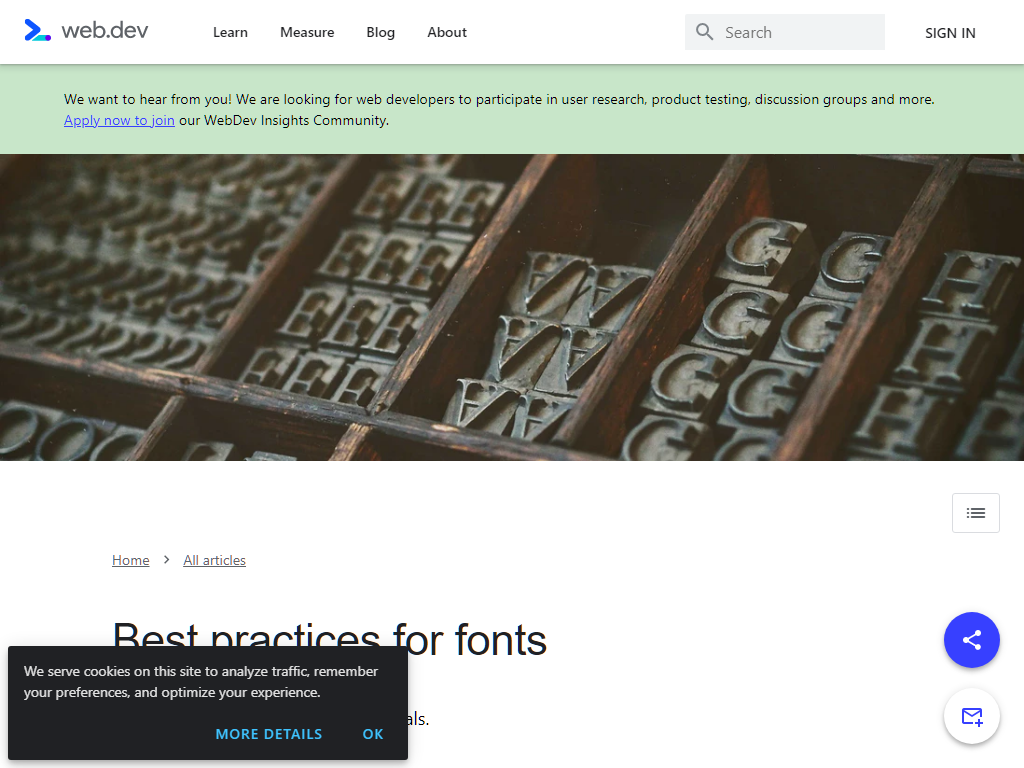 web.dev
Learn Measure Blog About
Search
SIGN IN
We want to hear from you! We are looking for web developers to participate in user research, product testing, discussion groups and more.
Apply now to join our WebDev Insights Community.
Home > All articles
Best practices for fonts
als.
We serve cookies on this site to analyze traffic, remember
your preferences, and optimize your experience.
MORE DETAILS OK